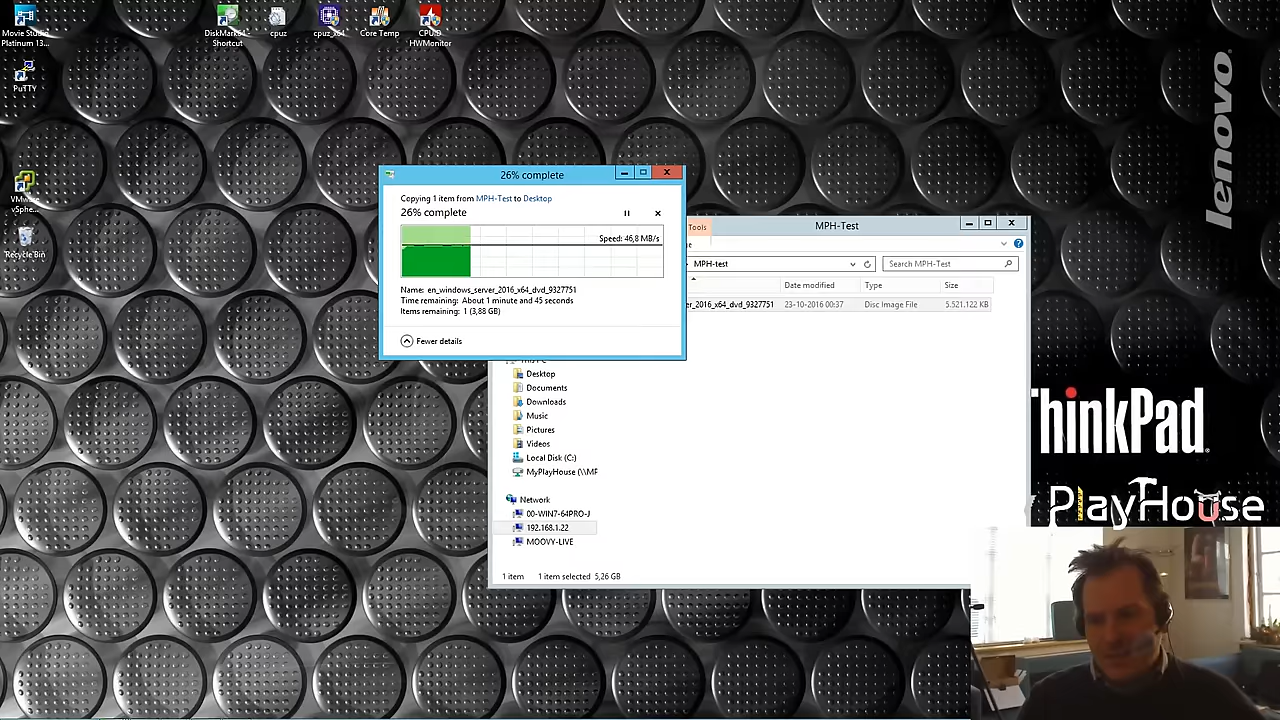 Movie Studio
Platinum 13...
DiskMark64 -
Shortcut
cpuz
cpuz_x64
Core Temp
CPUID
HWMonitor
PuTTY
VMware
vSphe...
Recycle Bin
lenovo
26% complete
Copying 1 item from MPH-Test to Desktop
26% complete
Speed: 46,8 MB/s
Name: en_windows_server_2016_x64_dvd_9327751
Time remaining: About 1 minute and 45 seconds
Items remaining: 1 (3,88 GB)
Fewer details
Tools
MPH-Test
MPH-test
Search MPH-Test
Date modified Type Size
er_2016_x64_dvd_9327751 23-10-2016 00:37 Disc Image File 5.521.122 KB
This PC
Desktop
Documents
Downloads
Music
Pictures
Videos
Local Disk (C:)
MyPlayHouse (\\MF
Network
00-WIN7-64PRO-J
192.168.1.22
MOOVY-LIVE
1 item 1 item selected 5,26 GB
ThinkPad
PlayHouse